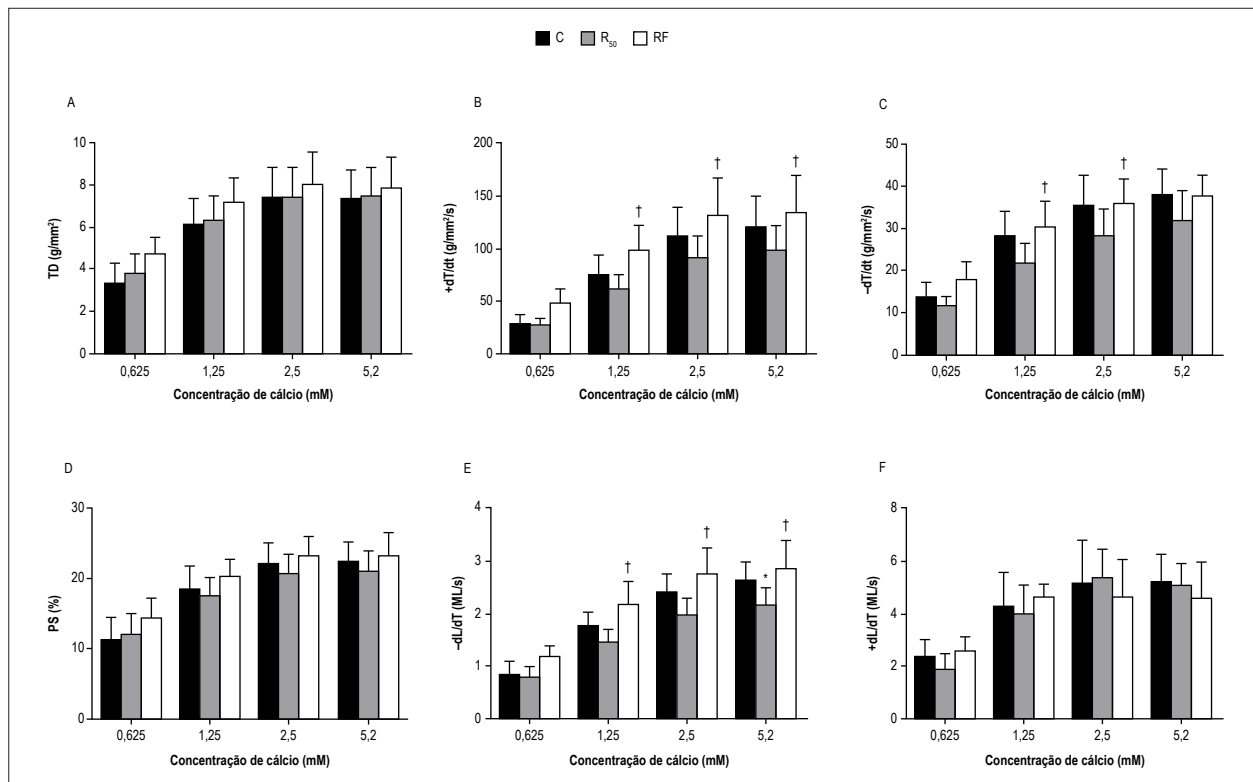 C R₅₀ RF
A
TD (g/mm²)
10
8
6
4
2
0
0,625 1,25 2,5 5,2
Concentração de cálcio (mM)
B
+dT/dt (g/mm²/s)
200
150
100
50
0
† † †
0,625 1,25 2,5 5,2
Concentração de cálcio (mM)
C
–dT/dt (g/mm²/s)
50
40
30
20
10
0
† †
0,625 1,25 2,5 5,2
Concentração de cálcio (mM)
D
PS (%)
30
20
10
0
0,625 1,25 2,5 5,2
Concentração de cálcio (mM)
E
–dL/dT (ML/s)
4
3
2
1
0
† † * †
0,625 1,25 2,5 5,2
Concentração de cálcio (mM)
F
+dL/dT (ML/s)
8
6
4
2
0
0,625 1,25 2,5 5,2
Concentração de cálcio (mM)